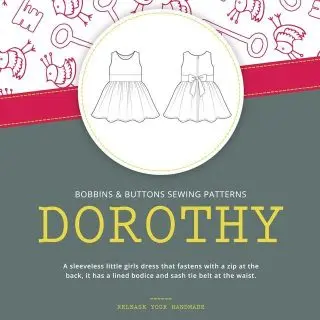 BOBBINS & BUTTONS SEWING PATTERNS
DOROTHY
A sleeveless little girls dress that fastens with a zip at the
back, it has a lined bodice and sash tie belt at the waist.
RELEASE YOUR HANDMADE